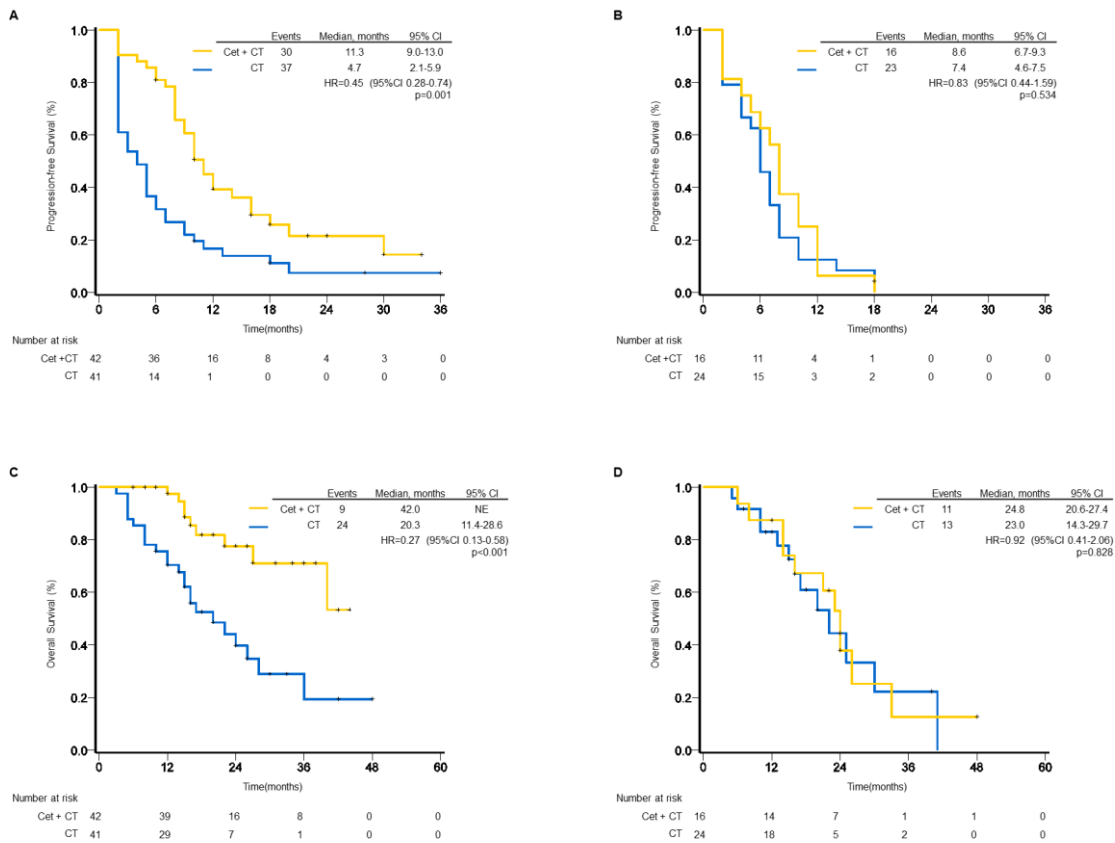 A
Events Median, months 95% CI
Cet + CT 30 11.3 9.0-13.0
CT 37 4.7 2.1-5.9
HR=0.45 (95%CI 0.28-0.74)
p=0.001
Progression-free Survival (%)
1.0
0.8
0.6
0.4
0.2
0.0
0 6 12 18 24 30 36
Time(months)
Number at risk
Cet +CT 42 36 16 8 4 3 0
CT 41 14 1 0 0 0 0
B
Events Median, months 95% CI
Cet + CT 16 8.6 6.7-9.3
CT 23 7.4 4.6-7.5
HR=0.83 (95%CI 0.44-1.59)
p=0.534
Progression-free Survival (%)
1.0
0.8
0.6
0.4
0.2
0.0
0 6 12 18 24 30 36
Time(months)
Number at risk
Cet + CT 16 11 4 1 0 0 0
CT 24 15 3 2 0 0 0
C
Events Median, months 95% CI
Cet + CT 9 42.0 NE
CT 24 20.3 11.4-28.6
HR=0.27 (95%CI 0.13-0.58)
p<0.001
Overall Survival (%)
1.0
0.8
0.6
0.4
0.2
0.0
0 12 24 36 48 60
Time(months)
Number at risk
Cet + CT 42 39 16 8 0 0
CT 41 29 7 1 0 0
D
Events Median, months 95% CI
Cet + CT 11 24.8 20.6-27.4
CT 13 23.0 14.3-29.7
HR=0.92 (95%CI 0.41-2.06)
p=0.828
Overall Survival (%)
1.0
0.8
0.6
0.4
0.2
0.0
0 12 24 36 48 60
Time(months)
Number at risk
Cet + CT 16 14 7 1 1 0
CT 24 18 5 2 0 0